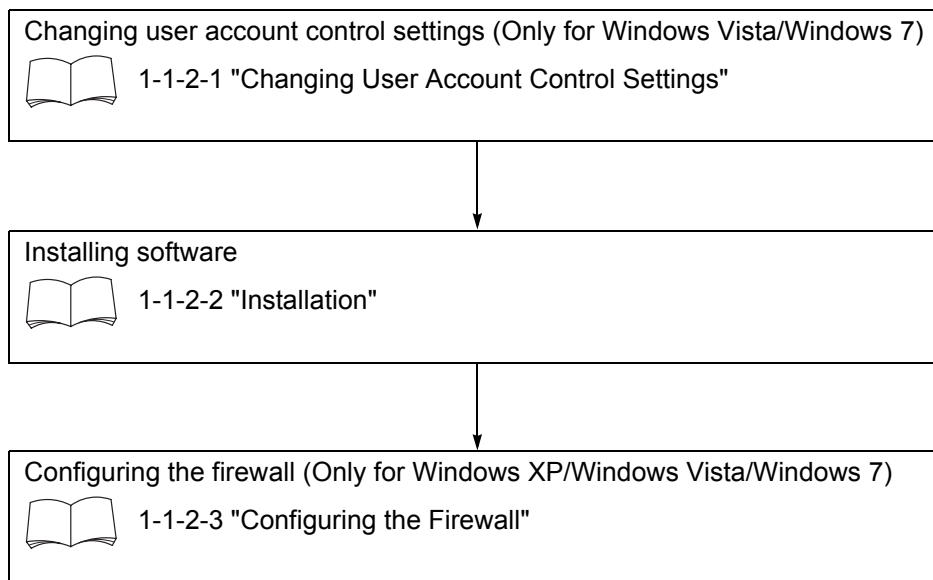 Changing user account control settings (Only for Windows Vista/Windows 7)
1-1-2-1 "Changing User Account Control Settings"
Installing software
1-1-2-2 "Installation"
Configuring the firewall (Only for Windows XP/Windows Vista/Windows 7)
1-1-2-3 "Configuring the Firewall"